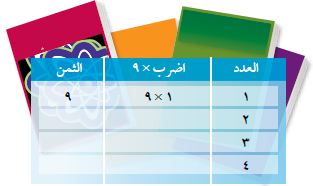 العدد اضرب × ٩ الثمن
١ ١ × ٩ ٩
٢
٣
٤